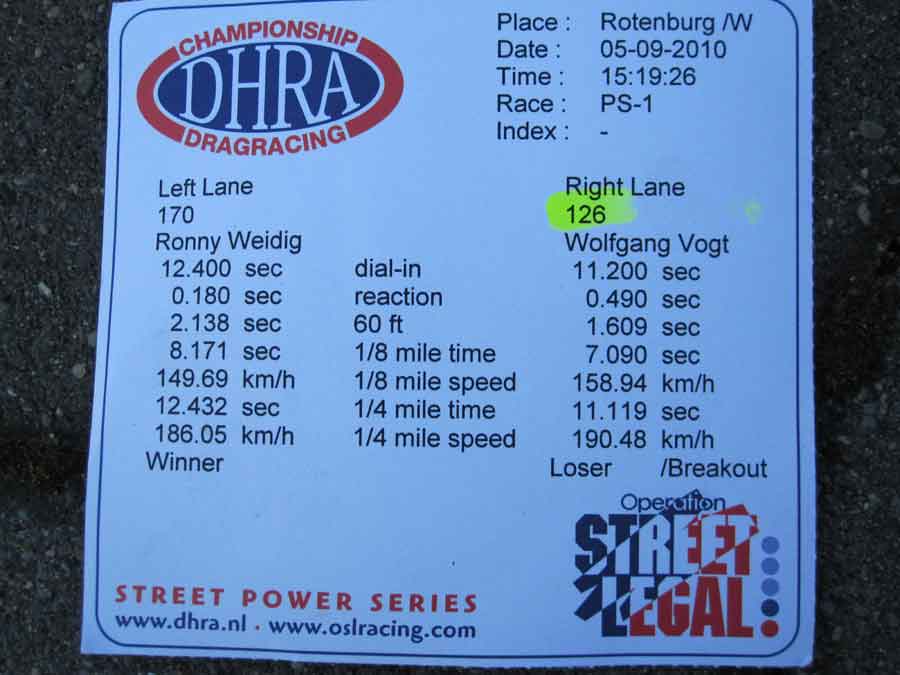 CHAMPIONSHIP
DHRA
DRAGRACING
Place : Rotenburg /W
Date : 05-09-2010
Time : 15:19:26
Race : PS-1
Index : -
Left Lane Right Lane
170 126
Ronny Weidig Wolfgang Vogt
12.400 sec dial-in 11.200 sec
0.180 sec reaction 0.490 sec
2.138 sec 60 ft 1.609 sec
8.171 sec 1/8 mile time 7.090 sec
149.69 km/h 1/8 mile speed 158.94 km/h
12.432 sec 1/4 mile time 11.119 sec
186.05 km/h 1/4 mile speed 190.48 km/h
Winner Loser /Breakout
Operation
STREET
LEGAL
STREET POWER SERIES
www.dhra.nl . www.oslracing.com